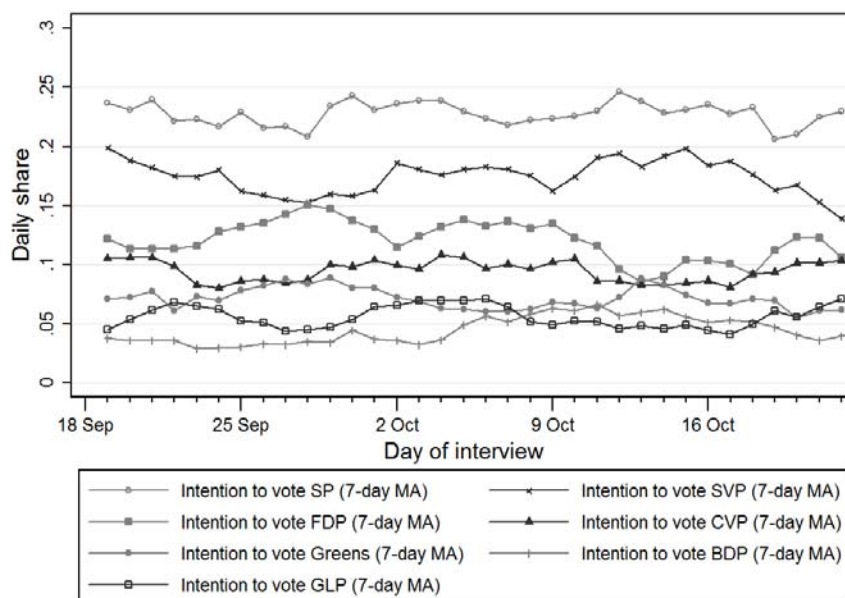 .3
.25
.2
.15
.1
.05
0
Daily share
18 Sep 25 Sep 2 Oct 9 Oct 16 Oct
Day of interview
Intention to vote SP (7-day MA) Intention to vote SVP (7-day MA)
Intention to vote FDP (7-day MA) Intention to vote CVP (7-day MA)
Intention to vote Greens (7-day MA) Intention to vote BDP (7-day MA)
Intention to vote GLP (7-day MA)